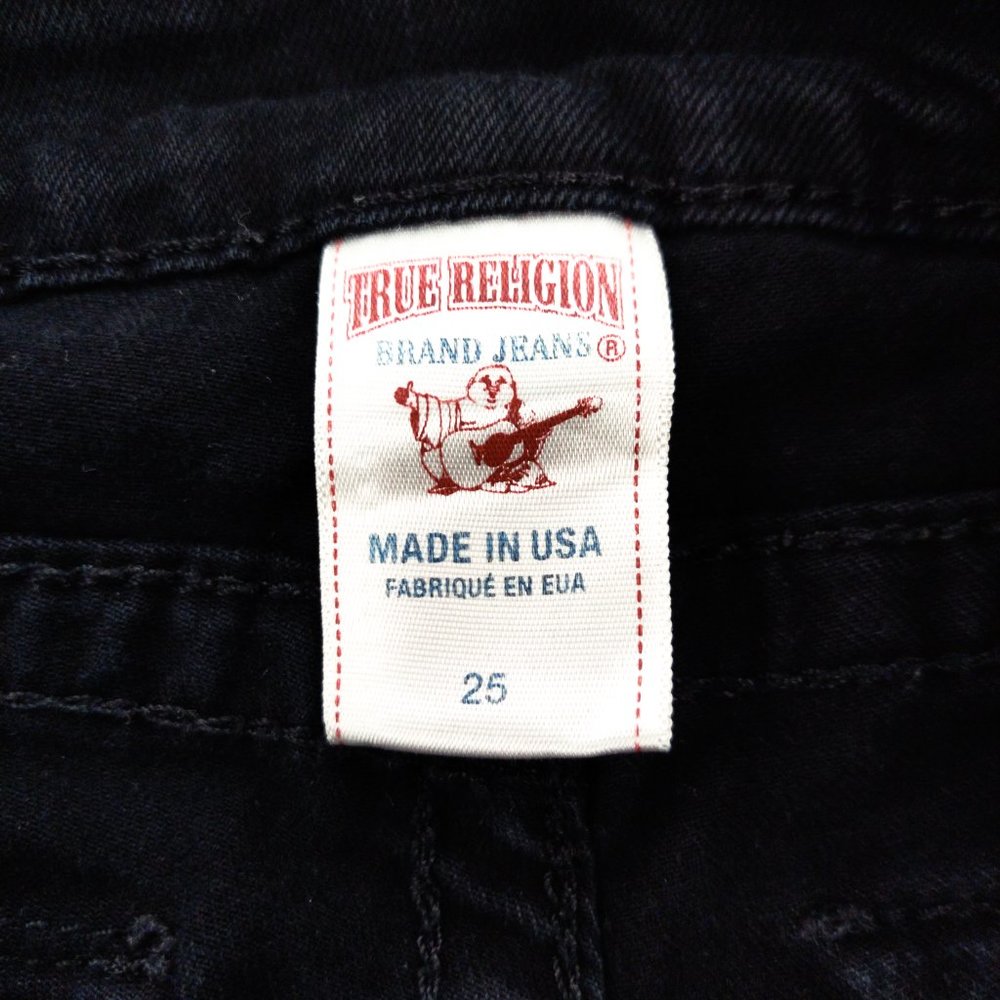 TRUE RELIGION
BRAND JEANS®
MADE IN USA
FABRIQUÉ EN EUA
25